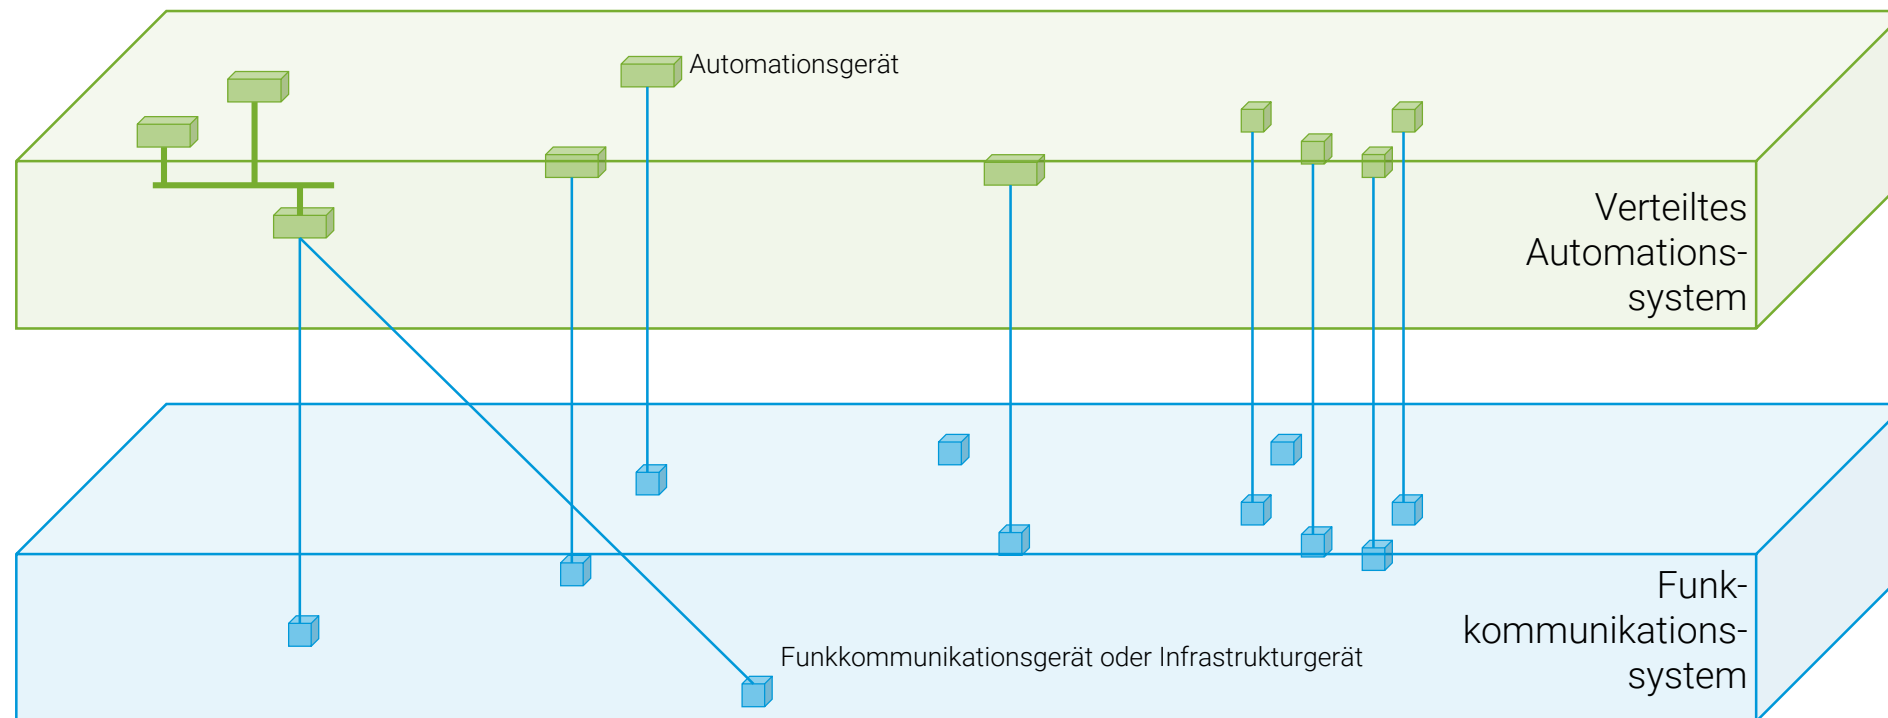 Automationsgerät
Verteiltes
Automations-
system
Funk-
kommunikations-
system
Funkkommunikationsgerät oder Infrastrukturgerät